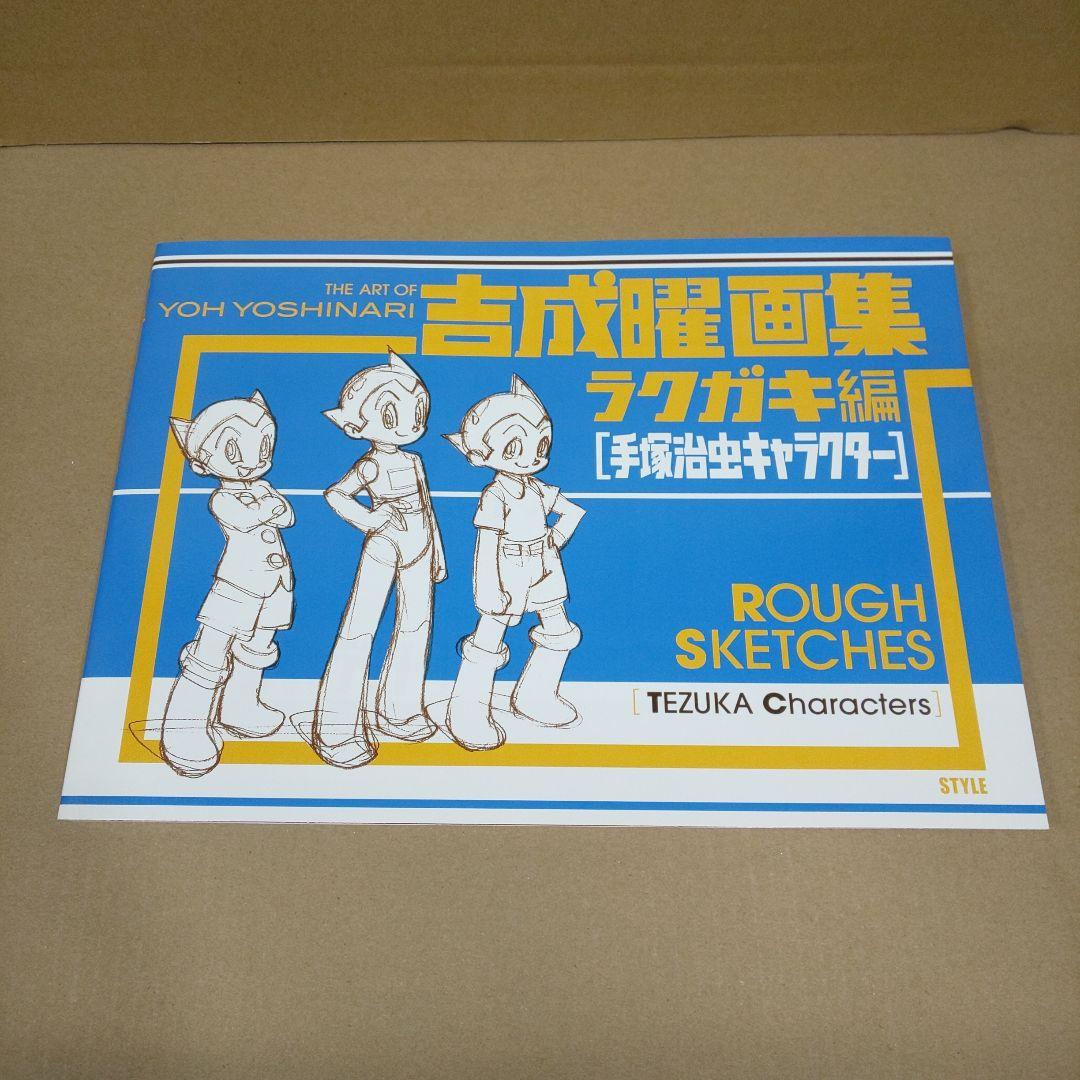 THE ART OF
YOH YOSHINARI
吉成曜画集
ラクガキ編
[手塚治虫キャラクター]
ROUGH
SKETCHES
[TEZUKA Characters]
STYLE